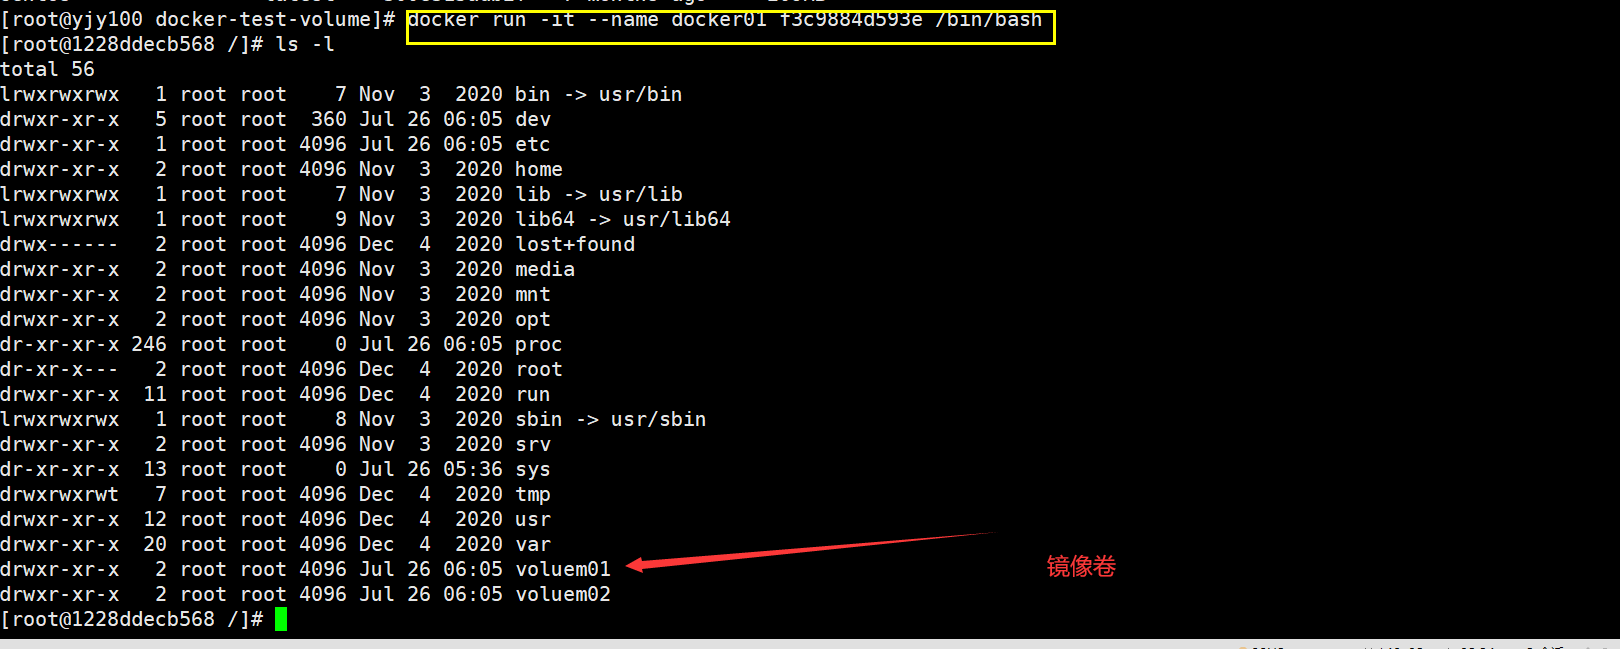 [root@yjy100 docker-test-volume]# docker run -it --name docker01 f3c9884d593e /bin/bash
[root@1228ddecb568 /]# ls -l
total 56
lrwxrwxrwx   1 root root    7 Nov  3  2020 bin -> usr/bin
drwxr-xr-x   5 root root  360 Jul 26 06:05 dev
drwxr-xr-x   1 root root 4096 Jul 26 06:05 etc
drwxr-xr-x   2 root root 4096 Nov  3  2020 home
lrwxrwxrwx   1 root root    7 Nov  3  2020 lib -> usr/lib
lrwxrwxrwx   1 root root    9 Nov  3  2020 lib64 -> usr/lib64
drwx------   2 root root 4096 Dec  4  2020 lost+found
drwxr-xr-x   2 root root 4096 Nov  3  2020 media
drwxr-xr-x   2 root root 4096 Nov  3  2020 mnt
drwxr-xr-x   2 root root 4096 Nov  3  2020 opt
dr-xr-xr-x 246 root root    0 Jul 26 06:05 proc
dr-xr-x---   2 root root 4096 Dec  4  2020 root
drwxr-xr-x  11 root root 4096 Dec  4  2020 run
lrwxrwxrwx   1 root root    8 Nov  3  2020 sbin -> usr/sbin
drwxr-xr-x   2 root root 4096 Nov  3  2020 srv
dr-xr-xr-x  13 root root    0 Jul 26 05:36 sys
drwxrwxrwt   7 root root 4096 Dec  4  2020 tmp
drwxr-xr-x  12 root root 4096 Dec  4  2020 usr
drwxr-xr-x  20 root root 4096 Dec  4  2020 var
drwxr-xr-x   2 root root 4096 Jul 26 06:05 voluem01
镜像卷
drwxr-xr-x   2 root root 4096 Jul 26 06:05 voluem02
[root@1228ddecb568 /]#